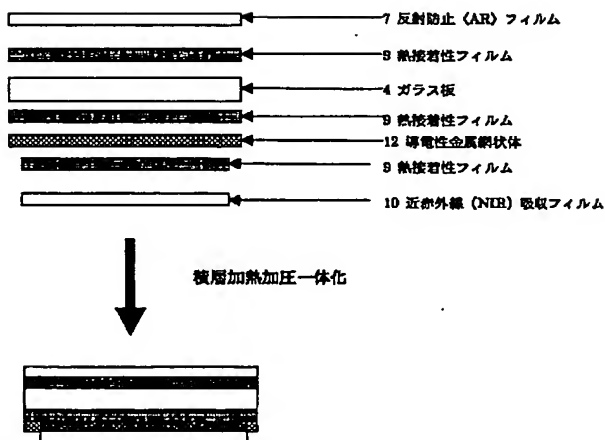 7 反射防止（AR）フィルム
8 熱接着性フィルム
4 ガラス板
9 熱接着性フィルム
12 導電性金属網状体
9 熱接着性フィルム
10 近赤外線（NIR）吸収フィルム
積層加熱加圧一体化